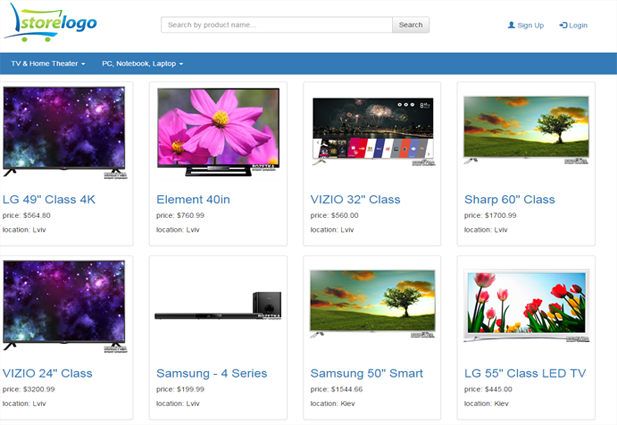 storelogo
Search by product name...
Search
Sign Up
Login
TV & Home Theater
PC, Notebook, Laptop
LG 49" Class 4K
price: $564.80
location: Lviv
Element 40in
price: $760.99
location: Lviv
VIZIO 32" Class
price: $560.00
location: Lviv
Sharp 60" Class
price: $1700.99
location: Lviv
VIZIO 24" Class
price: $3200.99
location: Lviv
Samsung - 4 Series
price: $199.99
location: Lviv
Samsung 50" Smart
price: $1544.66
location: Kiev
LG 55" Class LED TV
price: $445.00
location: Kiev